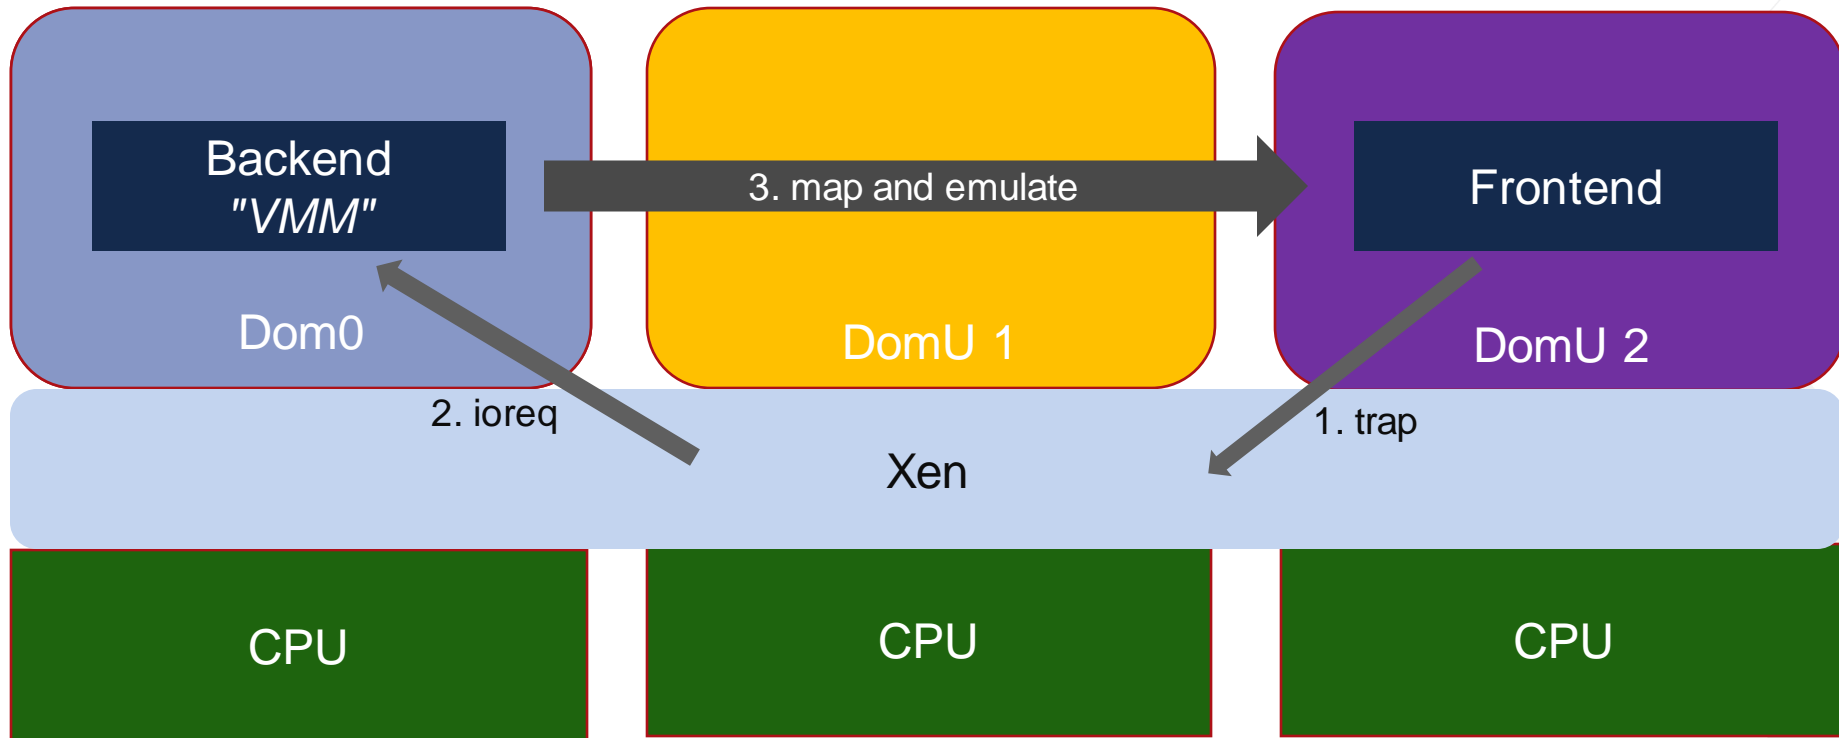 Backend
"VMM"
3. map and emulate
Frontend
Dom0
DomU 1
DomU 2
2. ioreq
1. trap
Xen
CPU
CPU
CPU